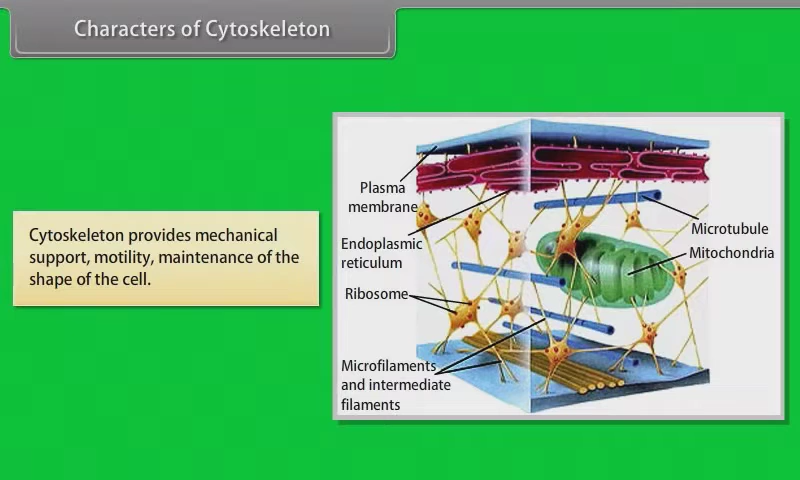 Characters of Cytoskeleton
Cytoskeleton provides mechanical
support, motility, maintenance of the
shape of the cell.
Plasma
membrane
Endoplasmic
reticulum
Ribosome
Microfilaments
and intermediate
filaments
Microtubule
Mitochondria